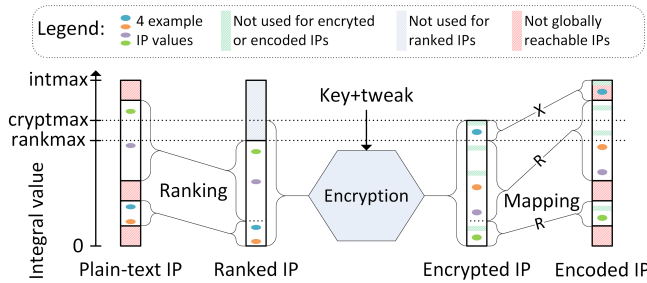 Legend:
4 example
IP values
Not used for encryted
or encoded IPs
Not used for
ranked IPs
Not globally
reachable IPs
intmax
cryptmax
rankmax
0
Integral value
Key+tweak
Ranking
Encryption
Mapping
X
R
R
Plain-text IP
Ranked IP
Encrypted IP
Encoded IP